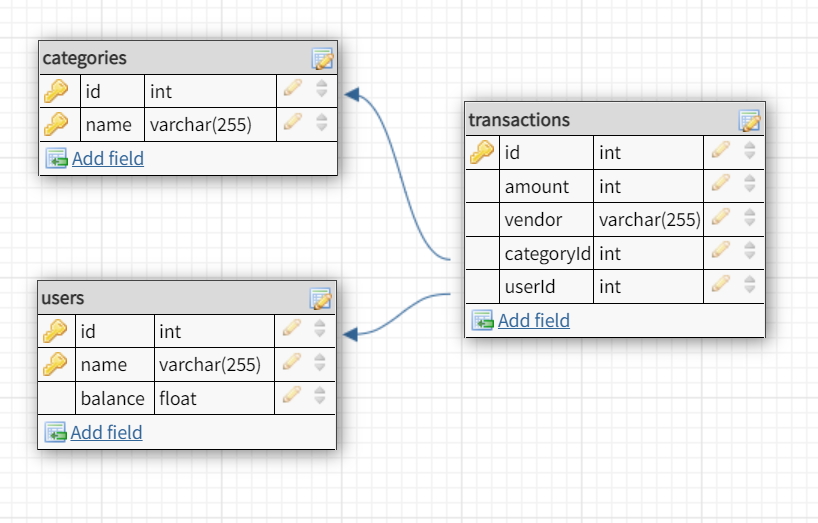 categories
id int
name varchar(255)
Add field
transactions
id int
amount int
vendor varchar(255)
categoryId int
userId int
Add field
users
id int
name varchar(255)
balance float
Add field